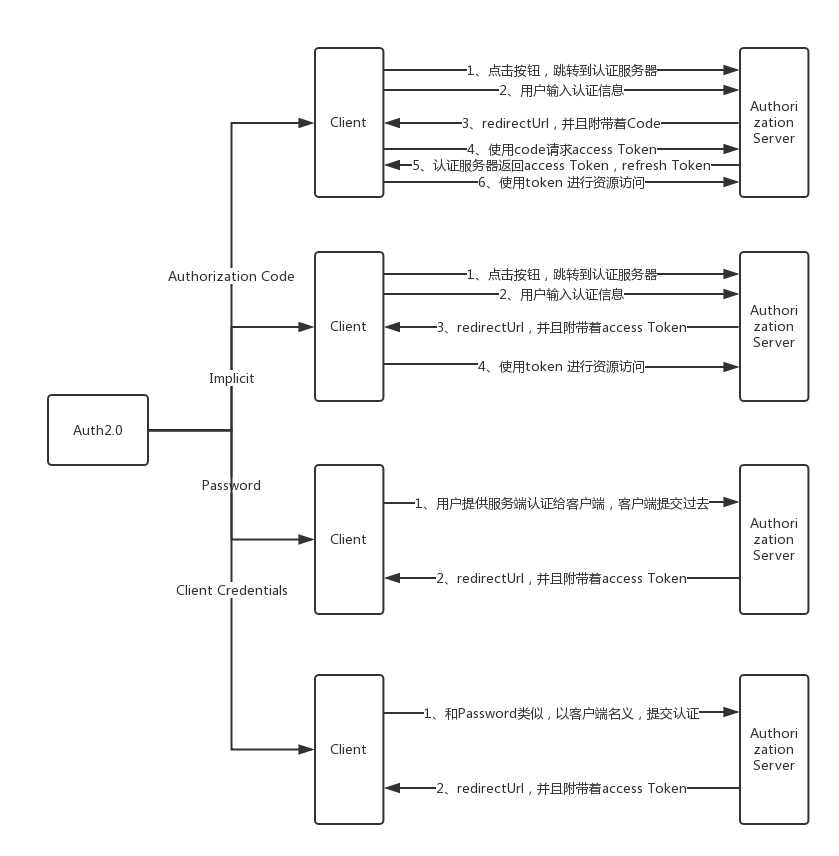 1、点击按钮，跳转到认证服务器
2、用户输入认证信息
Client
3、redirectUrl，并且附带着Code
Authori
zation
Server
4、使用code请求access Token
5、认证服务器返回access Token，refresh Token
6、使用token 进行资源访问
Authorization Code
1、点击按钮，跳转到认证服务器
2、用户输入认证信息
Client
3、redirectUrl，并且附带着access Token
Authori
zation
Server
4、使用token 进行资源访问
Implicit
Auth2.0
Password
1、用户提供服务端认证给客户端，客户端提交过去
Client
Authori
zation
Server
2、redirectUrl，并且附带着access Token
Client Credentials
1、和Password类似，以客户端名义，提交认证
Client
Authori
zation
Server
2、redirectUrl，并且附带着access Token